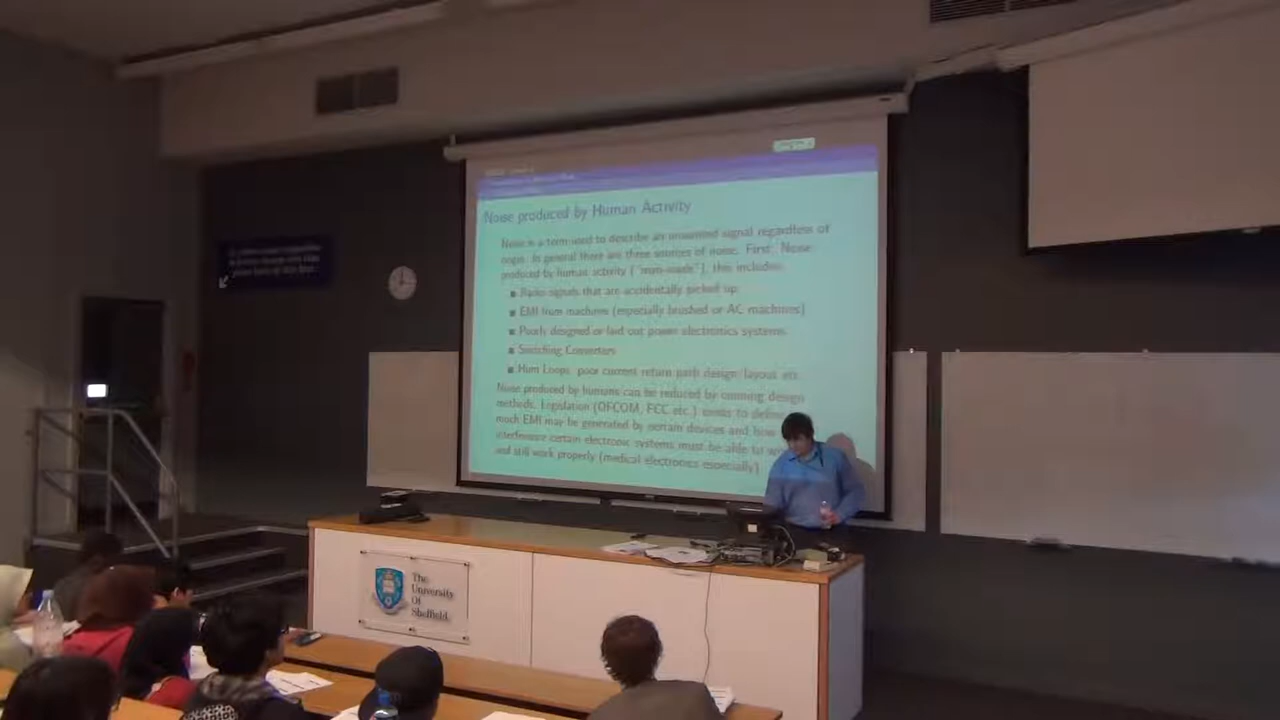 Noise produced by Human Activity
Noise is a term used to describe an unwanted signal regardless of
origin. In general there are three sources of noise. First: Noise
produced by human activity ("man-made"), this includes:
Radio signals that are accidentally picked up.
EMI from machines (especially brushed or AC machines)
Poorly designed or laid out power electronics systems.
Switching Converters
Hum Loops: poor current return path design/layout etc.
Noise produced by humans can be reduced by cunning design
methods. Legislation (OFCOM, FCC etc.) exists to define
much EMI may be generated by certain devices and how
interference certain electronic systems must be able to
and still work properly (medical electronics especially)
The
University
Of
Sheffield.